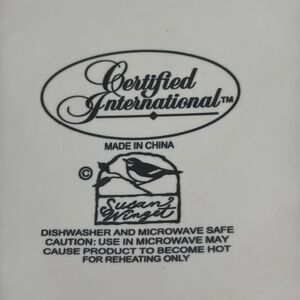 Certified
International™
MADE IN CHINA
©
Susan
Winget
DISHWASHER AND MICROWAVE SAFE
CAUTION: USE IN MICROWAVE MAY
CAUSE PRODUCT TO BECOME HOT
FOR REHEATING ONLY